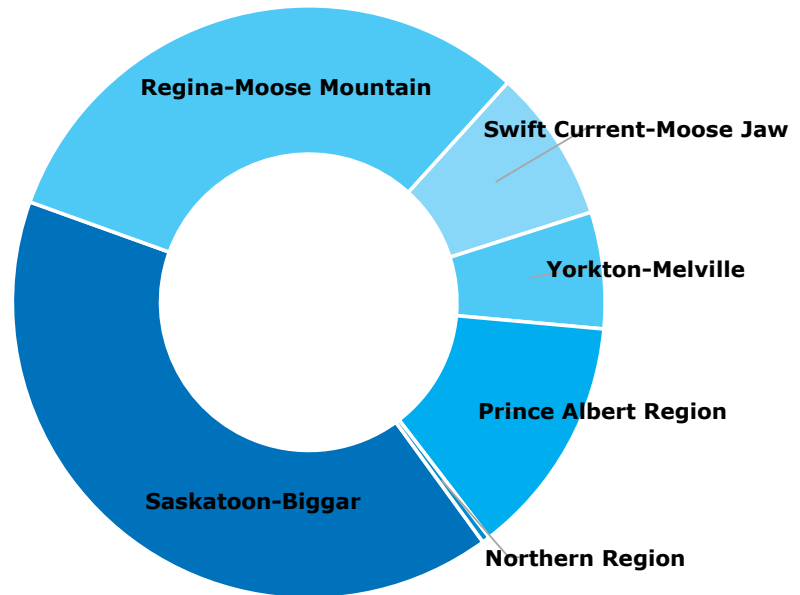 Regina-Moose Mountain
Swift Current-Moose Jaw
Yorkton-Melville
Prince Albert Region
Saskatoon-Biggar
Northern Region